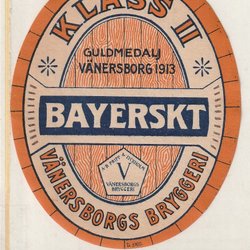 KLASS II
GULDMEDALJ
VÄNERSBORG 1913
BAYERSKT
V
VÄNERSBORGS
BRYGGERI
VÄNERSBORGS BRYGGERI